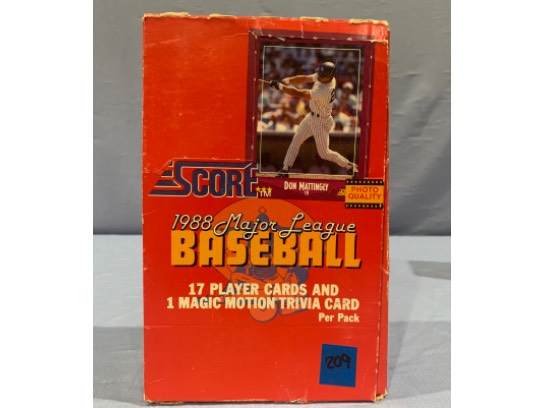 SCORE TM
DON MATTINGLY
1B
PHOTO
QUALITY
1988 Major League
BASEBALL
17 PLAYER CARDS AND
1 MAGIC MOTION TRIVIA CARD
Per Pack
209